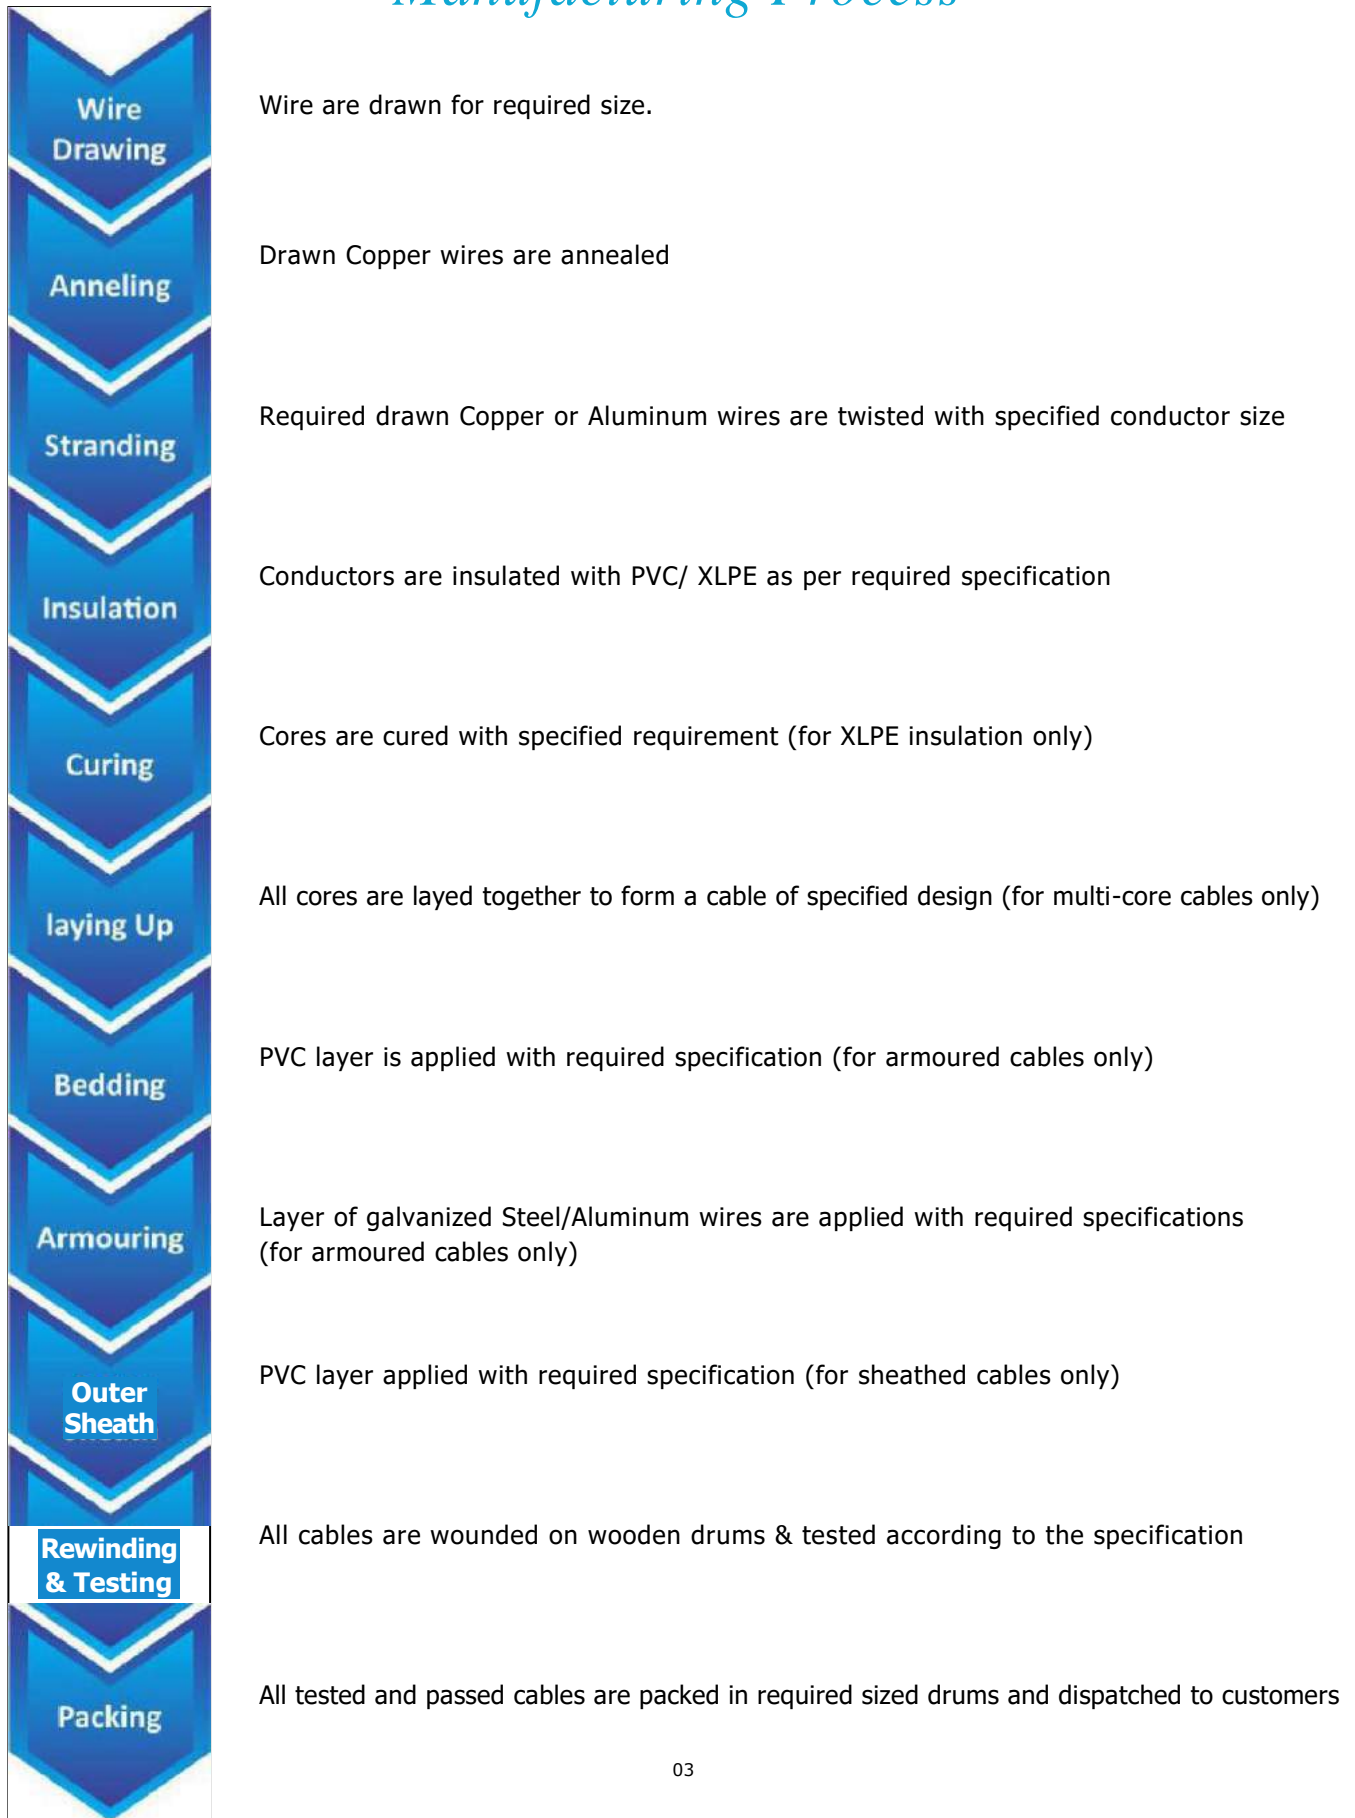 Manufacturing Process
Wire
Drawing
Wire are drawn for required size.
Anneling
Drawn Copper wires are annealed
Stranding
Required drawn Copper or Aluminum wires are twisted with specified conductor size
Insulation
Conductors are insulated with PVC/ XLPE as per required specification
Curing
Cores are cured with specified requirement (for XLPE insulation only)
laying Up
All cores are layed together to form a cable of specified design (for multi-core cables only)
Bedding
PVC layer is applied with required specification (for armoured cables only)
Armouring
Layer of galvanized Steel/Aluminum wires are applied with required specifications
(for armoured cables only)
Outer
Sheath
PVC layer applied with required specification (for sheathed cables only)
Rewinding
& Testing
All cables are wounded on wooden drums & tested according to the specification
Packing
All tested and passed cables are packed in required sized drums and dispatched to customers
03